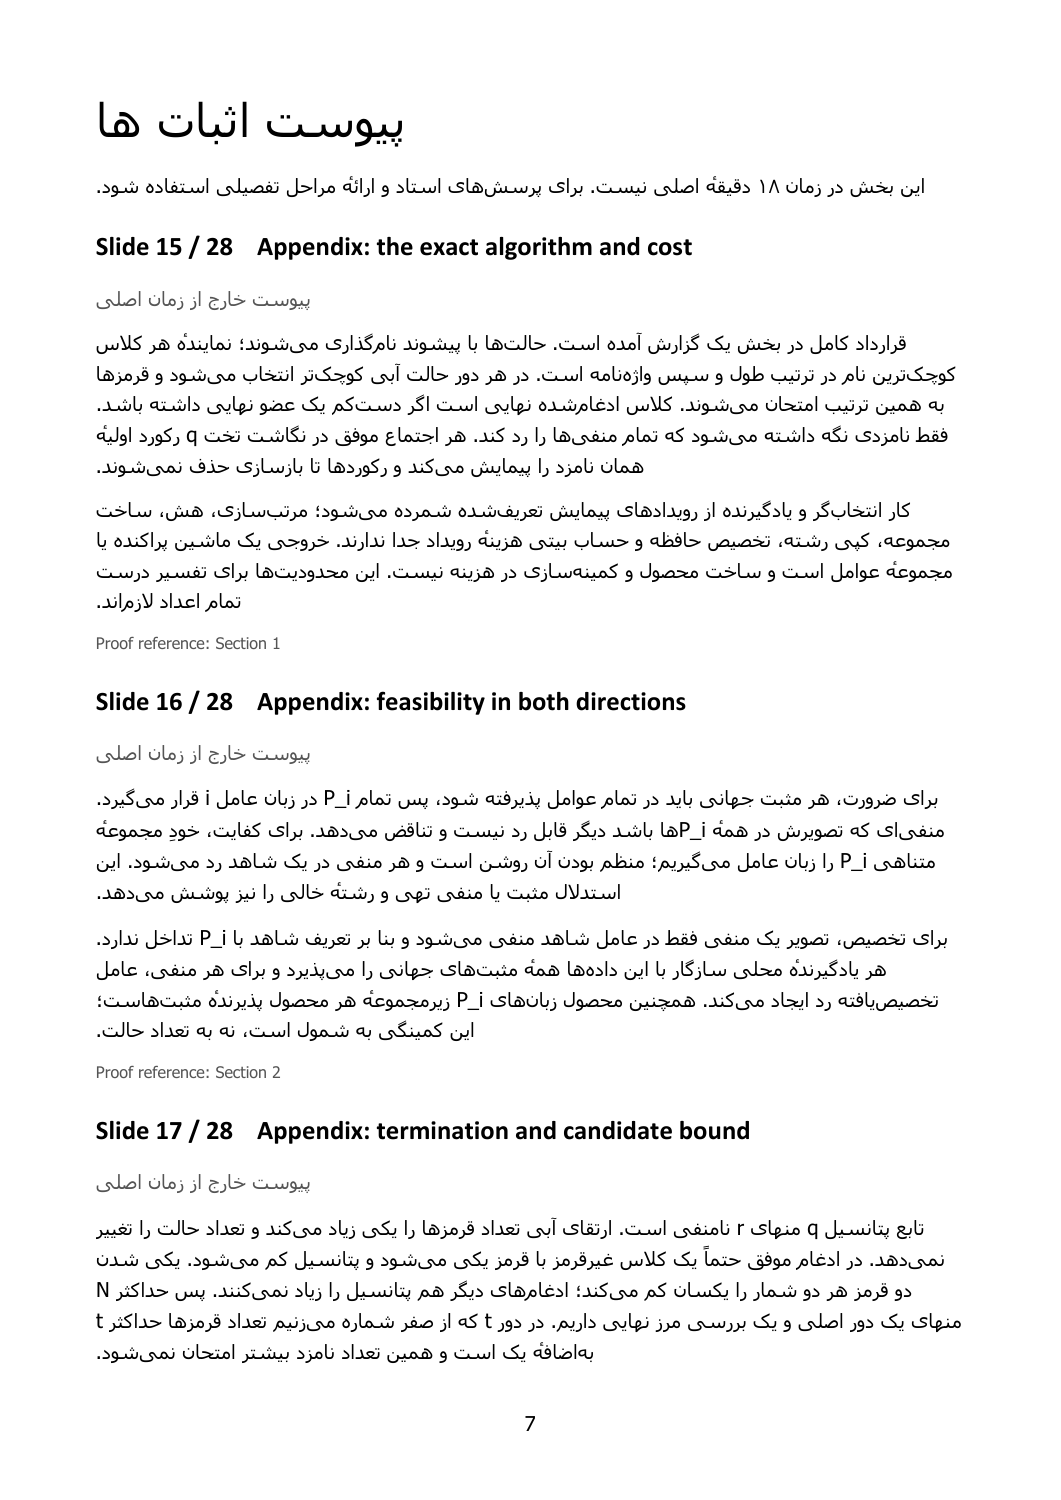 پیوست اثبات ها
این بخش در زمان ۱۸ دقیقهٔ اصلی نیست. برای پرسش‌های استاد و ارائهٔ مراحل تفصیلی استفاده شود.
Slide 15 / 28 Appendix: the exact algorithm and cost
پیوست خارج از زمان اصلی
قرارداد کامل در بخش یک گزارش آمده است. حالت‌ها با پیشوند نام‌گذاری می‌شوند؛ نمایندهٔ هر کلاس
کوچک‌ترین نام در ترتیب طول و سپس واژه‌نامه است. در هر دور حالت آبی کوچک‌تر انتخاب می‌شود و قرمزها
به همین ترتیب امتحان می‌شوند. کلاس ادغام‌شده نهایی است اگر دست‌کم یک عضو نهایی داشته باشد.
فقط نامزدی نگه داشته می‌شود که تمام منفی‌ها را رد کند. هر اجتماع موفق در نگاشت تخت q رکورد اولیهٔ
همان نامزد را پیمایش می‌کند و رکوردها تا بازسازی حذف نمی‌شوند.
کار انتخاب‌گر و یادگیرنده از رویدادهای پیمایش تعریف‌شده شمرده می‌شود؛ مرتب‌سازی، هش، ساخت
مجموعه، کپی رشته، تخصیص حافظه و حساب بیتی هزینهٔ رویداد جدا ندارند. خروجی یک ماشین پراکنده یا
مجموعهٔ عوامل است و ساخت محصول و کمینه‌سازی در هزینه نیست. این محدودیت‌ها برای تفسیر درست
تمام اعداد لازم‌اند.
Proof reference: Section 1
Slide 16 / 28 Appendix: feasibility in both directions
پیوست خارج از زمان اصلی
برای ضرورت، هر مثبت جهانی باید در تمام عوامل پذیرفته شود، پس تمام P_i در زبان عامل i قرار می‌گیرد.
منفی‌ای که تصویرش در همهٔ P_iها باشد دیگر قابل رد نیست و تناقض می‌دهد. برای کفایت، خودِ مجموعهٔ
متناهی P_i را زبان عامل می‌گیریم؛ منظم بودن آن روشن است و هر منفی در یک شاهد رد می‌شود. این
استدلال مثبت یا منفی تهی و رشتهٔ خالی را نیز پوشش می‌دهد.
برای تخصیص، تصویر یک منفی فقط در عامل شاهد منفی می‌شود و بنا بر تعریف شاهد با P_i تداخل ندارد.
هر یادگیرندهٔ محلی سازگار با این داده‌ها همهٔ مثبت‌های جهانی را می‌پذیرد و برای هر منفی، عامل
تخصیص‌یافته رد ایجاد می‌کند. همچنین محصول زبان‌های P_i زیرمجموعهٔ هر محصول پذیرندهٔ مثبت‌هاست؛
این کمینگی به شمول است، نه به تعداد حالت.
Proof reference: Section 2
Slide 17 / 28 Appendix: termination and candidate bound
پیوست خارج از زمان اصلی
تابع پتانسیل q منهای r نامنفی است. ارتقای آبی تعداد قرمزها را یکی زیاد می‌کند و تعداد حالت را تغییر
نمی‌دهد. در ادغام موفق حتماً یک کلاس غیرقرمز با قرمز یکی می‌شود و پتانسیل کم می‌شود. یکی شدن
دو قرمز هر دو شمار را یکسان کم می‌کند؛ ادغام‌های دیگر هم پتانسیل را زیاد نمی‌کنند. پس حداکثر N
منهای یک دور اصلی و یک بررسی مرز نهایی داریم. در دور t که از صفر شماره می‌زنیم تعداد قرمزها حداکثر t
به‌اضافهٔ یک است و همین تعداد نامزد بیشتر امتحان نمی‌شود.
7